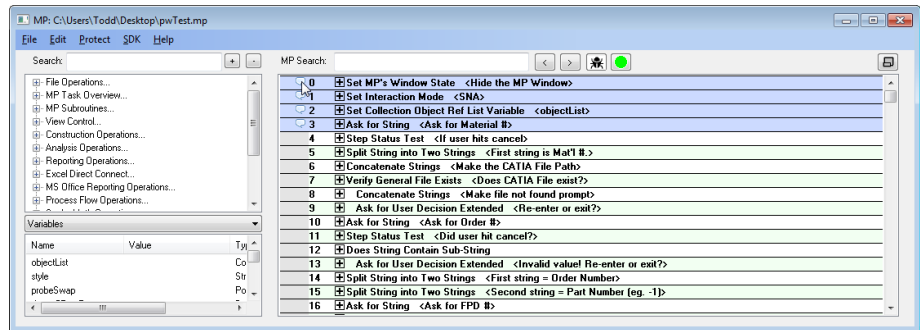 MP: C:\Users\Todd\Desktop\pwTest.mp
File Edit Protect SDK Help
Search: + - MP Search: < >
File Operations...
MP Task Overview...
MP Subroutines...
View Control...
Construction Operations...
Analysis Operations...
Reporting Operations...
Excel Direct Connect...
MS Office Reporting Operations...
Process Flow Operations...
Variables
Name Value Ty
objectList Co
style Str
probeSwap Po
0 Set MP's Window State <Hide the MP Window>
1 Set Interaction Mode <SNA>
2 Set Collection Object Ref List Variable <objectList>
3 Ask for String <Ask for Material #>
4 Step Status Test <If user hits cancel>
5 Split String into Two Strings <First string is Mat'l #.>
6 Concatenate Strings <Make the CATIA File Path>
7 Verify General File Exists <Does CATIA File exist?>
8 Concatenate Strings <Make file not found prompt>
9 Ask for User Decision Extended <Re-enter or exit?>
10 Ask for String <Ask for Order #>
11 Step Status Test <Did user hit cancel?>
12 Does String Contain Sub-String
13 Ask for User Decision Extended <Invalid value! Re-enter or exit?>
14 Split String into Two Strings <First string = Order Number>
15 Split String into Two Strings <Second string = Part Number (eg. -1)>
16 Ask for String <Ask for FPD #>